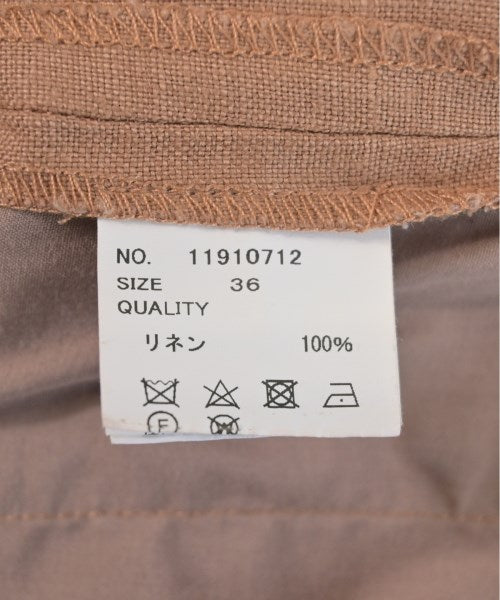 NO. 11910712
SIZE 36
QUALITY
リネン 100%
F W